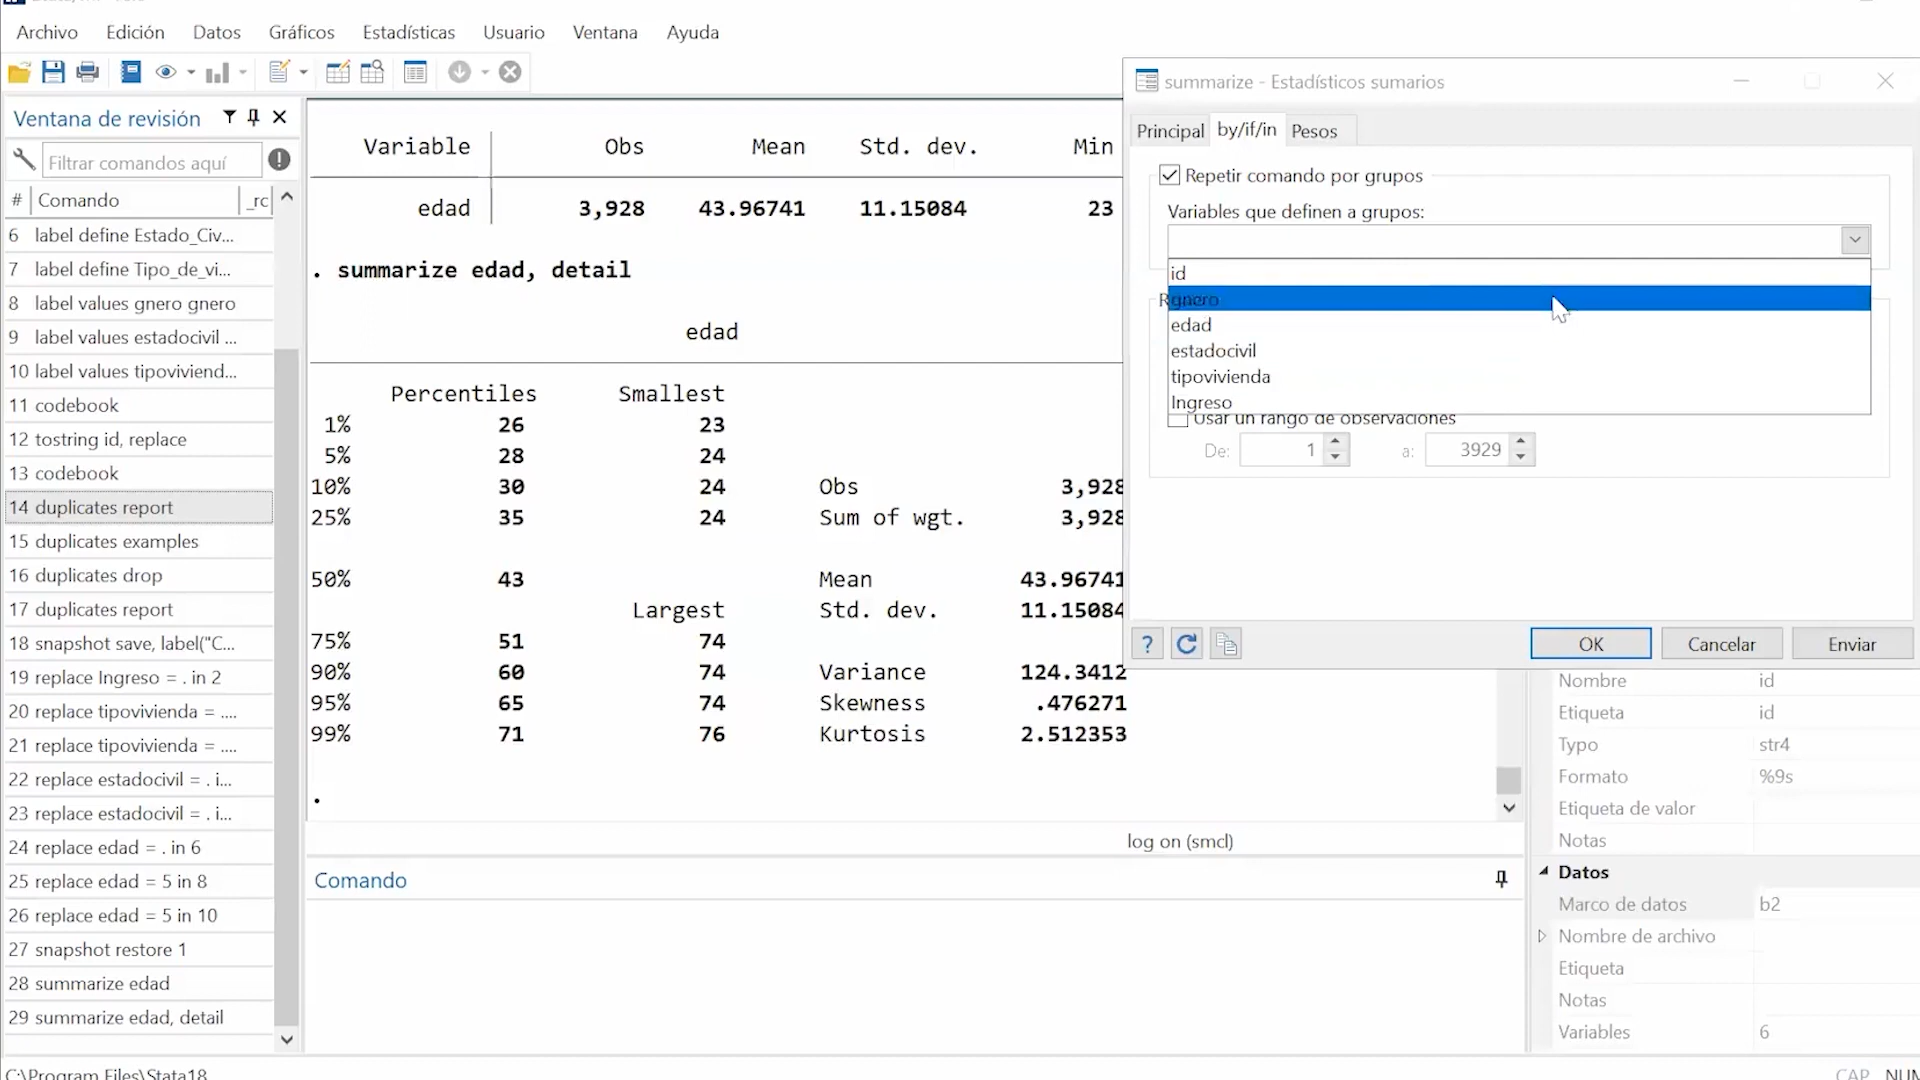 Archivo Edición Datos Gráficos Estadísticas Usuario Ventana Ayuda
Ventana de revisión
Filtrar comandos aquí
# Comando _rc
6 label define Estado_Civ...
7 label define Tipo_de_vi...
8 label values gnero gnero
9 label values estadocivil ...
10 label values tipoviviend...
11 codebook
12 tostring id, replace
13 codebook
14 duplicates report
15 duplicates examples
16 duplicates drop
17 duplicates report
18 snapshot save, label("C...
19 replace Ingreso = . in 2
20 replace tipovivienda = ....
21 replace tipovivienda = ....
22 replace estadocivil = . i...
23 replace estadocivil = . i...
24 replace edad = . in 6
25 replace edad = 5 in 8
26 replace edad = 5 in 10
27 snapshot restore 1
28 summarize edad
29 summarize edad, detail
Variable Obs Mean Std. dev. Min
edad 3,928 43.96741 11.15084 23
. summarize edad, detail
edad
Percentiles Smallest
1% 26 23
5% 28 24
10% 30 24 Obs 3,928
25% 35 24 Sum of wgt. 3,928
50% 43 Mean 43.96741
Largest Std. dev. 11.15084
75% 51 74
90% 60 74 Variance 124.3412
95% 65 74 Skewness .476271
99% 71 76 Kurtosis 2.512353
.
log on (smcl)
Comando
summarize - Estadísticos sumarios
Principal by/if/in Pesos
Repetir comando por grupos
Variables que definen a grupos:
id
gnero
edad
estadocivil
tipovivienda
Ingreso
Usar un rango de observaciones
De: 1 a: 3929
? OK Cancelar Enviar
Nombre id
Etiqueta id
Typo str4
Formato %9s
Etiqueta de valor
Notas
Datos
Marco de datos b2
Nombre de archivo
Etiqueta
Notas
Variables 6
C:\Program Files\Stata18
CAP NUM